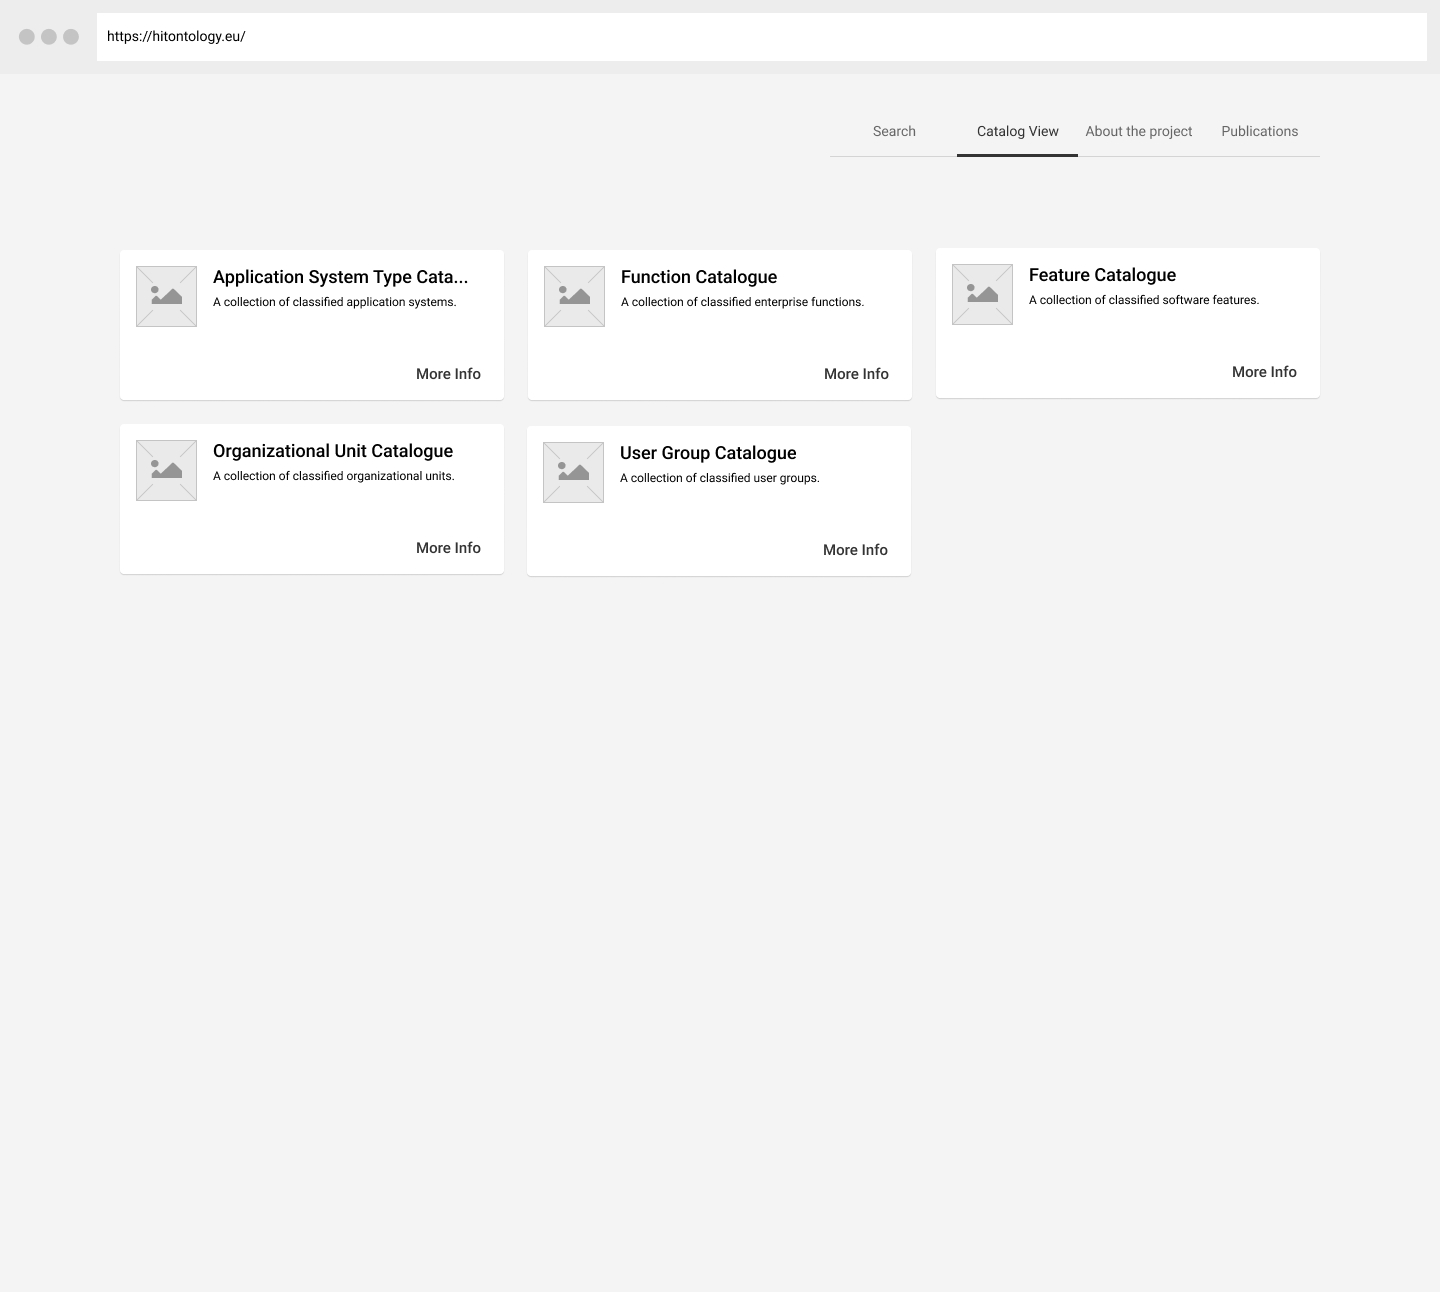 https://hitontology.eu/
Search
Catalog View
About the project
Publications
Application System Type Cata...
A collection of classified application systems.
More Info
Function Catalogue
A collection of classified enterprise functions.
More Info
Feature Catalogue
A collection of classified software features.
More Info
Organizational Unit Catalogue
A collection of classified organizational units.
More Info
User Group Catalogue
A collection of classified user groups.
More Info